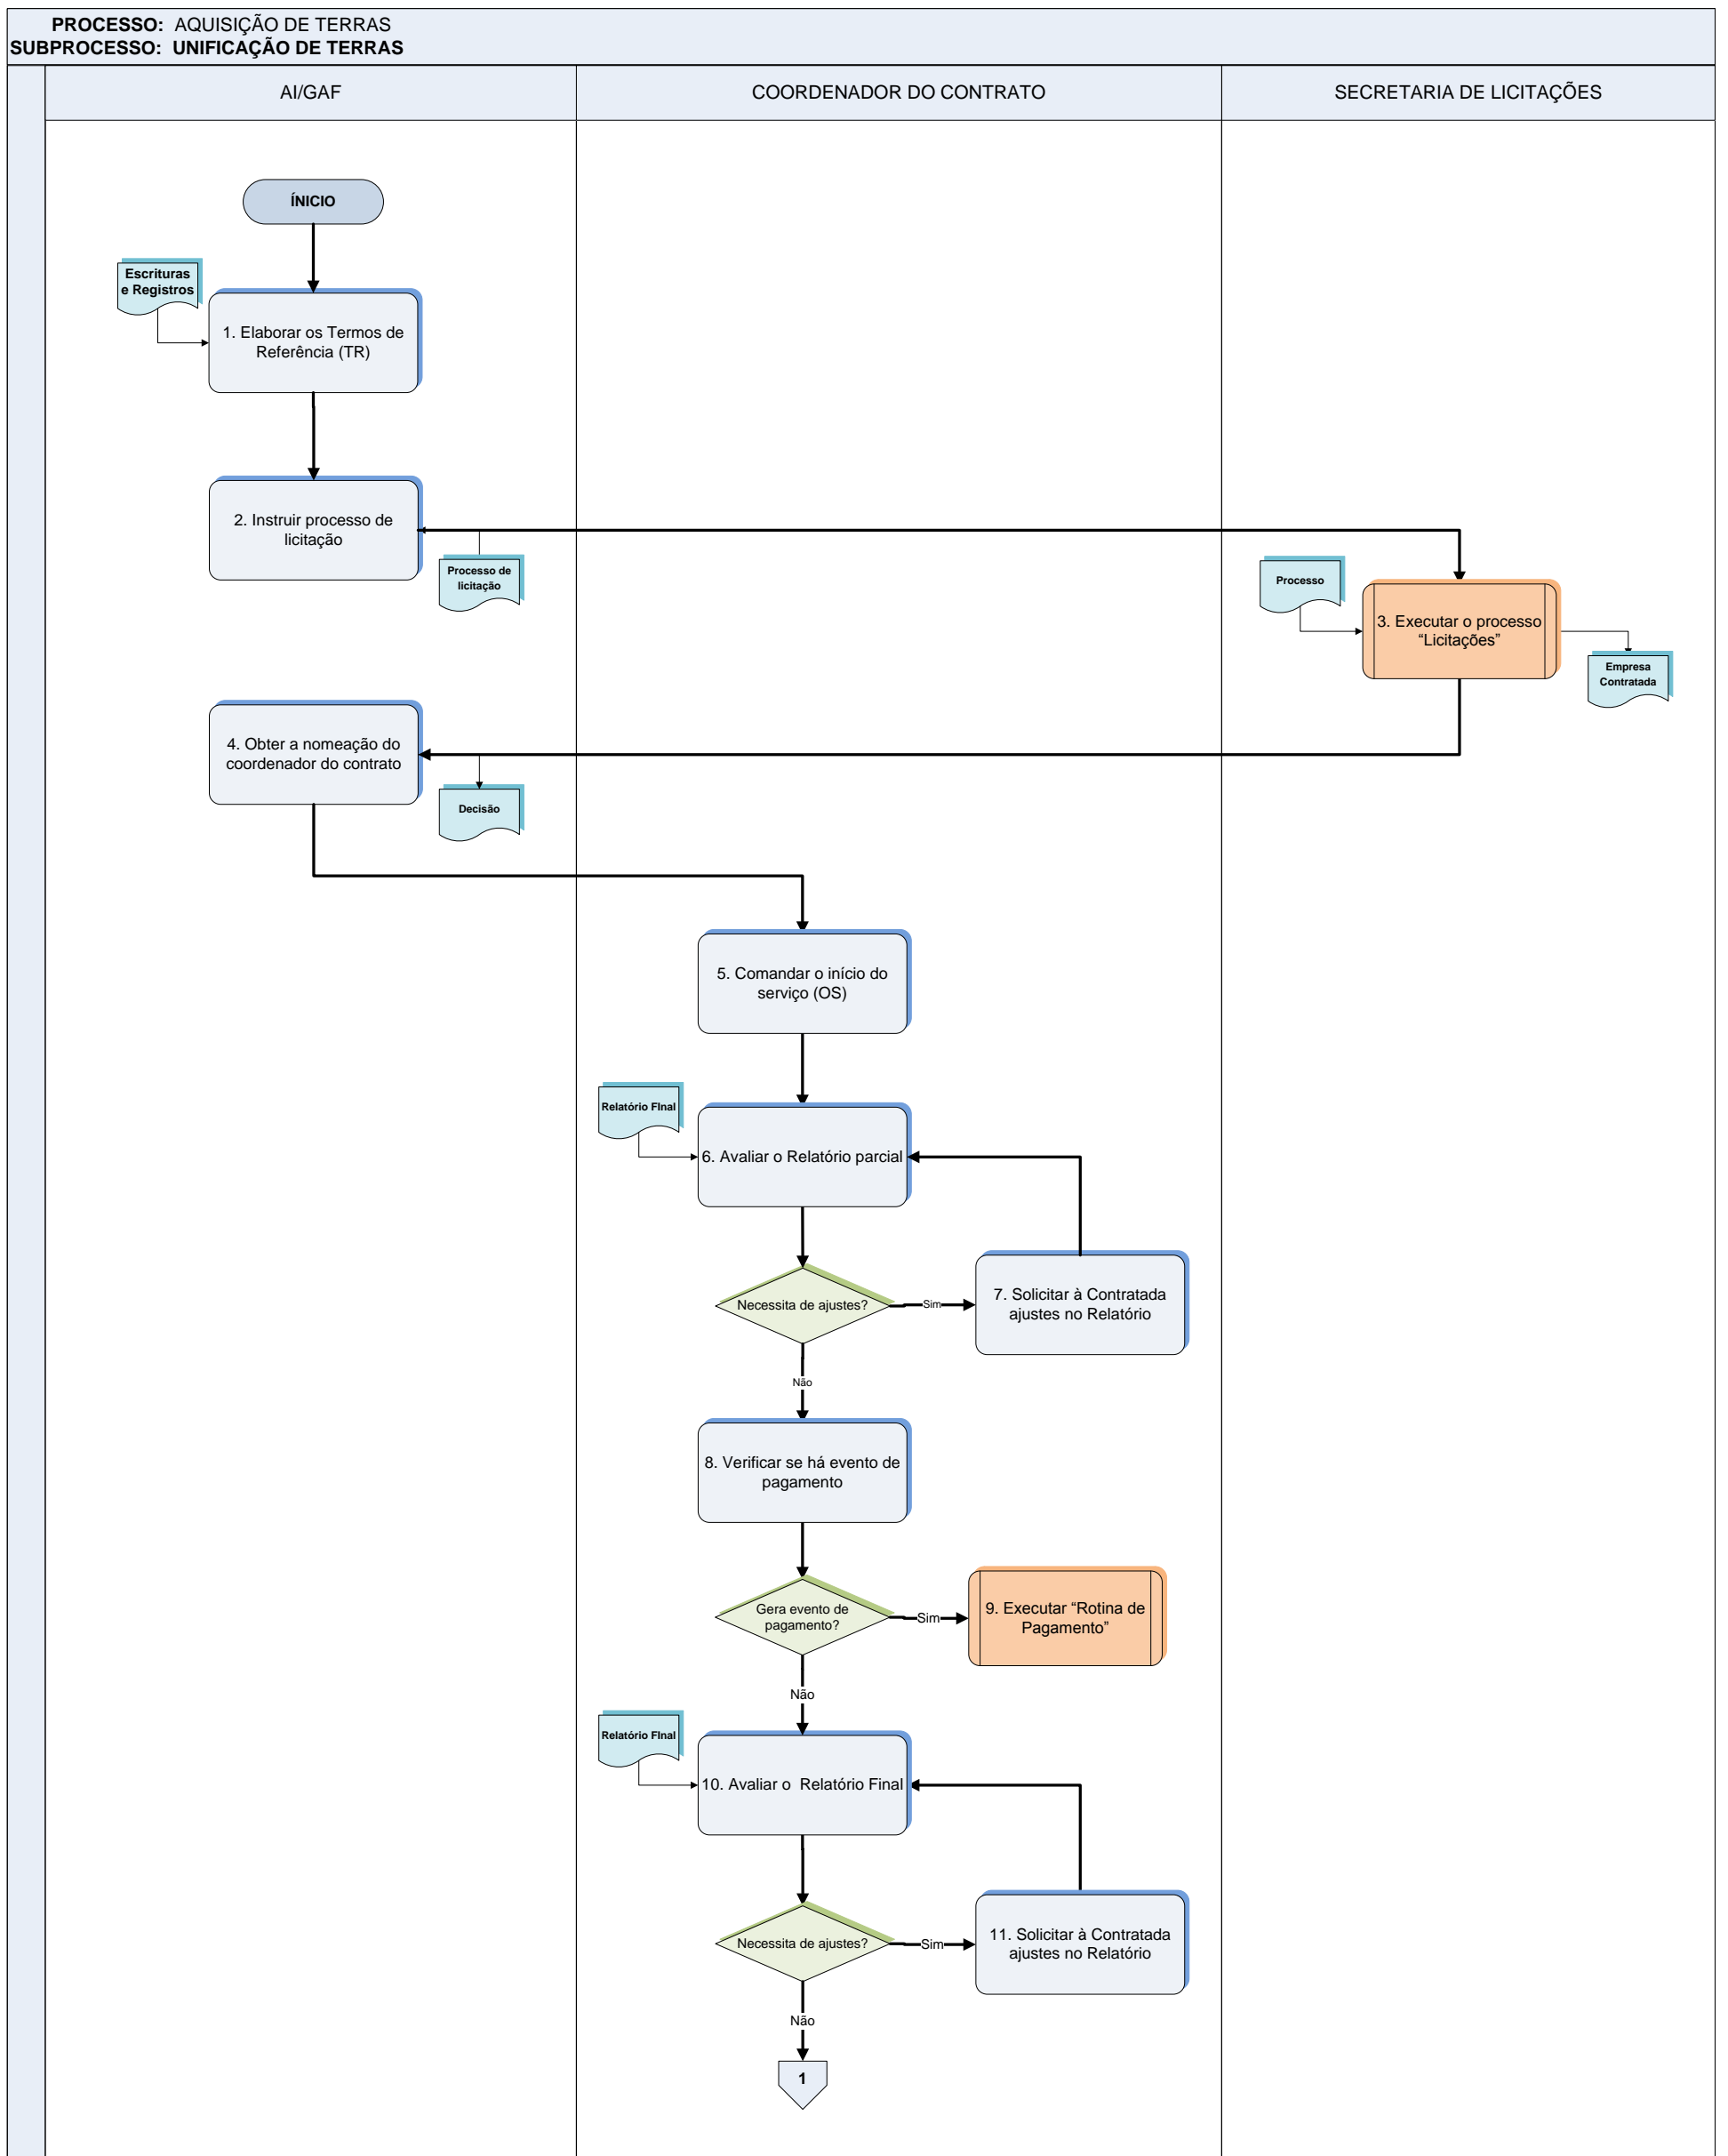 PROCESSO: AQUISIÇÃO DE TERRAS
SUBPROCESSO: UNIFICAÇÃO DE TERRAS
AI/GAF
COORDENADOR DO CONTRATO
SECRETARIA DE LICITAÇÕES
ÍNICIO
Escrituras
e Registros
1. Elaborar os Termos de
Referência (TR)
2. Instruir processo de
licitação
Processo de
licitação
Processo
3. Executar o processo
“Licitações”
Empresa
Contratada
4. Obter a nomeação do
coordenador do contrato
Decisão
5. Comandar o início do
serviço (OS)
Relatório FInal
6. Avaliar o Relatório parcial
Necessita de ajustes?
Sim
7. Solicitar à Contratada
ajustes no Relatório
Não
8. Verificar se há evento de
pagamento
Gera evento de
pagamento?
Sim
9. Executar “Rotina de
Pagamento”
Não
Relatório FInal
10. Avaliar o  Relatório Final
Necessita de ajustes?
Sim
11. Solicitar à Contratada
ajustes no Relatório
Não
1